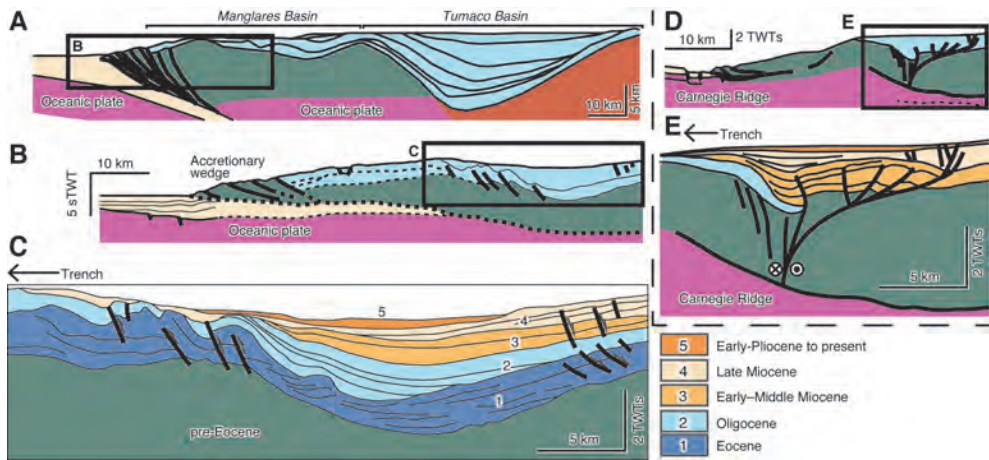 A
Manglares Basin
Tumaco Basin
B
Oceanic plate
Oceanic plate
10 km
5 km
B
10 km
5 sTWT
Accretionary
wedge
C
Oceanic plate
C
Trench
5
4
3
2
1
pre-Eocene
5 km
2 TWTs
D
10 km
2 TWTs
E
Carnegie Ridge
E
Trench
5 km
2 TWTs
Carnegie Ridge
5 Early-Pliocene to present
4 Late Miocene
3 Early–Middle Miocene
2 Oligocene
1 Eocene